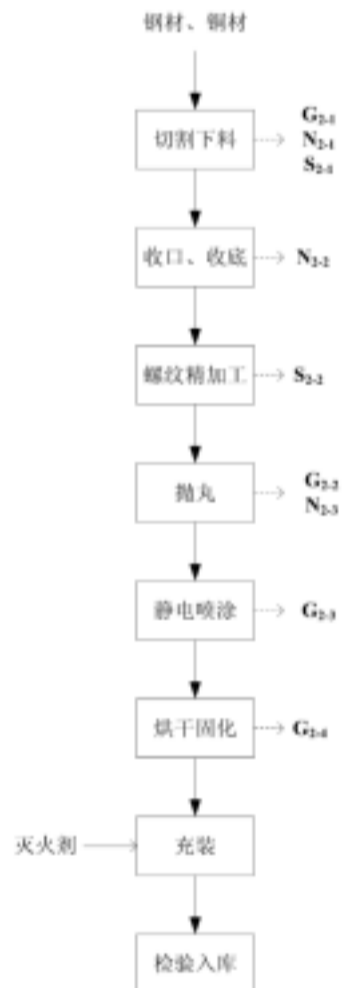 钢材、铜材
切割下料
G₂₋₁
N₂₋₁
S₂₋₁
收口、收底
N₂₋₂
螺纹精加工
S₂₋₂
抛丸
G₂₋₂
N₂₋₃
静电喷涂
G₂₋₃
烘干固化
G₂₋₄
灭火剂
充装
检验入库